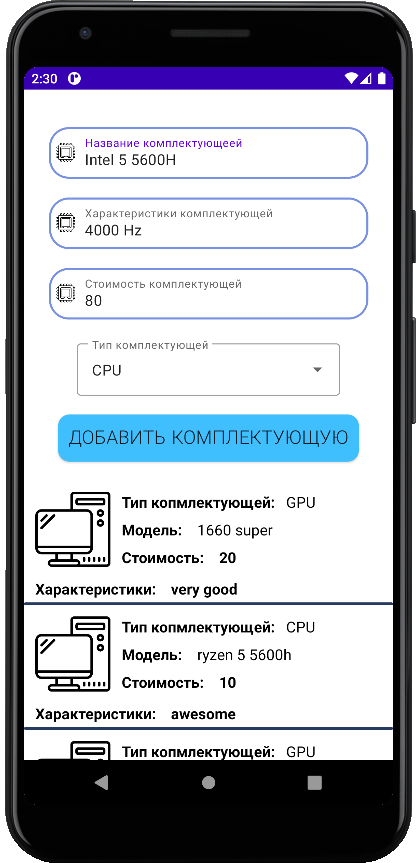 2:30
Название комплектующеей
Intel 5 5600H
Характеристики комплектующей
4000 Hz
Стоимость комплектующей
80
Тип комплектующей
CPU
ДОБАВИТЬ КОМПЛЕКТУЮЩУЮ
Тип копмлектующей: GPU
Модель: 1660 super
Стоимость: 20
Характеристики: very good
Тип копмлектующей: CPU
Модель: ryzen 5 5600h
Стоимость: 10
Характеристики: awesome
Тип копмлектующей: GPU